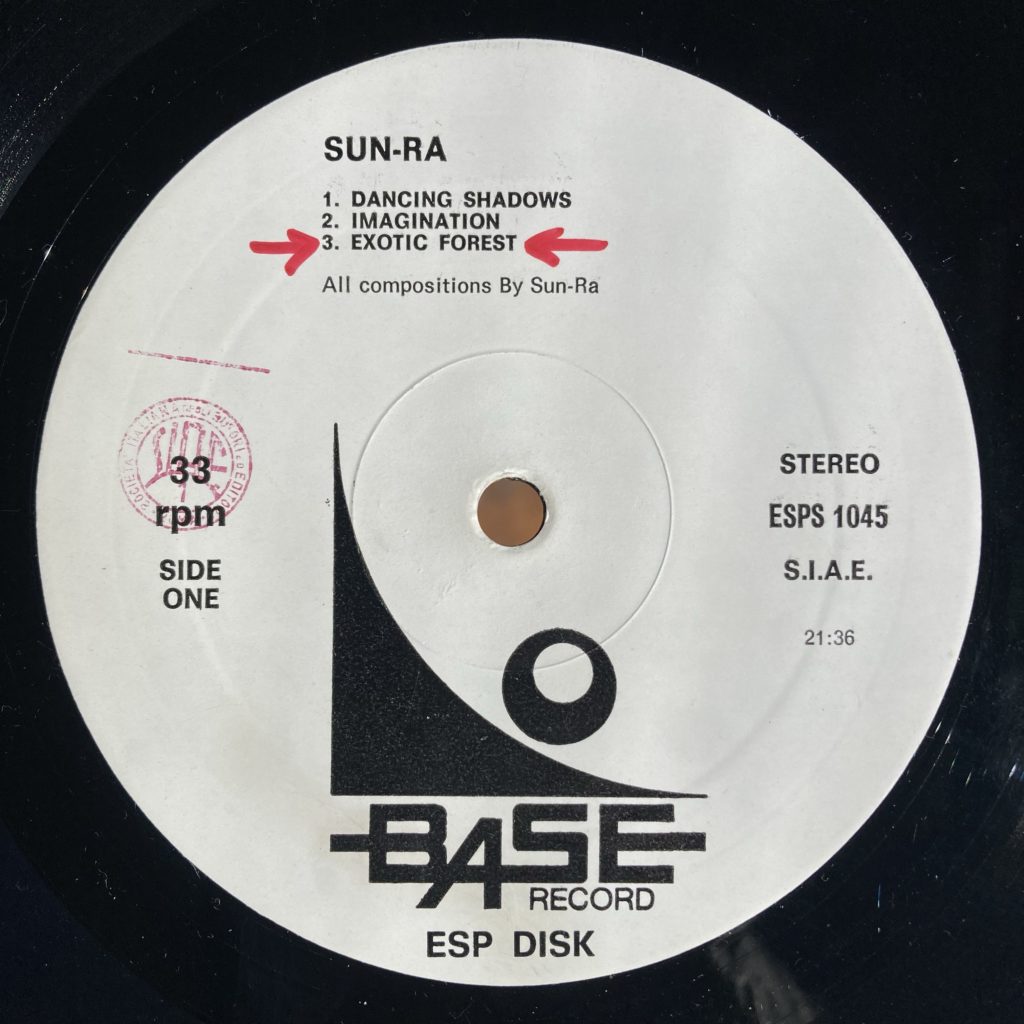 SUN-RA
1. DANCING SHADOWS
2. IMAGINATION
3. EXOTIC FOREST
All compositions By Sun-Ra
33
rpm
SIDE
ONE
STEREO
ESPS 1045
S.I.A.E.
21:36
BASE
RECORD
ESP DISK